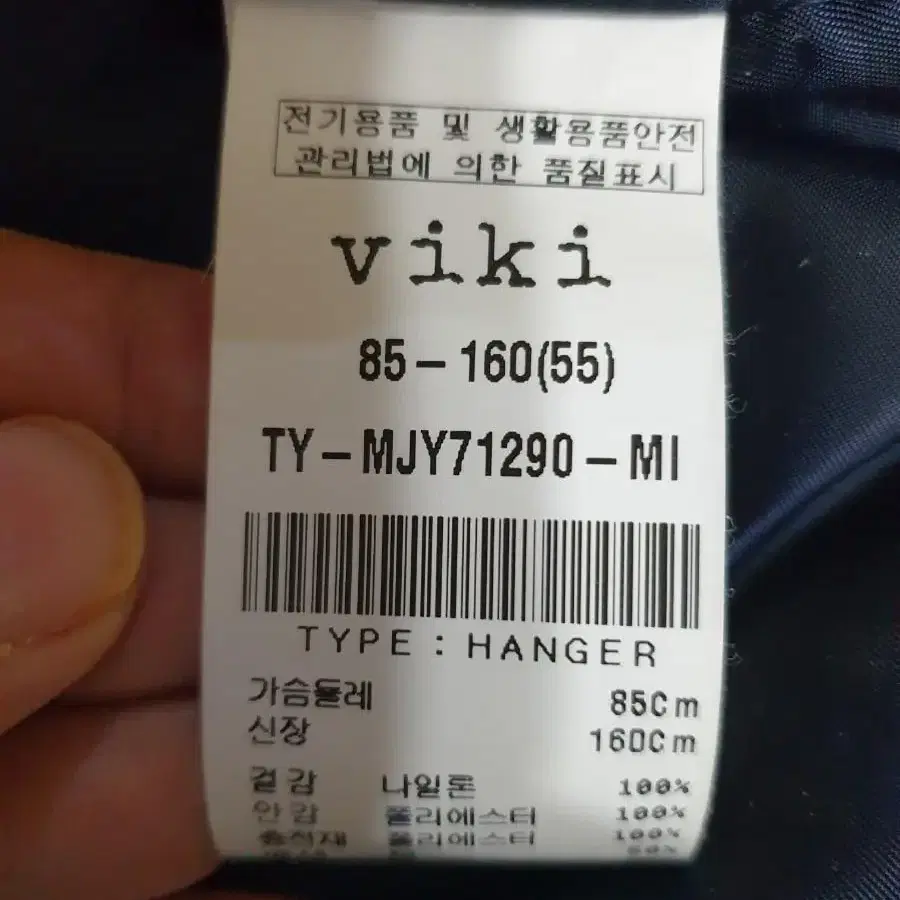 전기용품 및 생활용품안전
관리법에 의한 품질표시
viki
85-160(55)
TY-MJY71290-MI
TYPE : HANGER
가슴둘레 85Cm
신장 160Cm
겉감 나일론 100%
안감 폴리에스터 100%
충전재 폴리에스터 100%